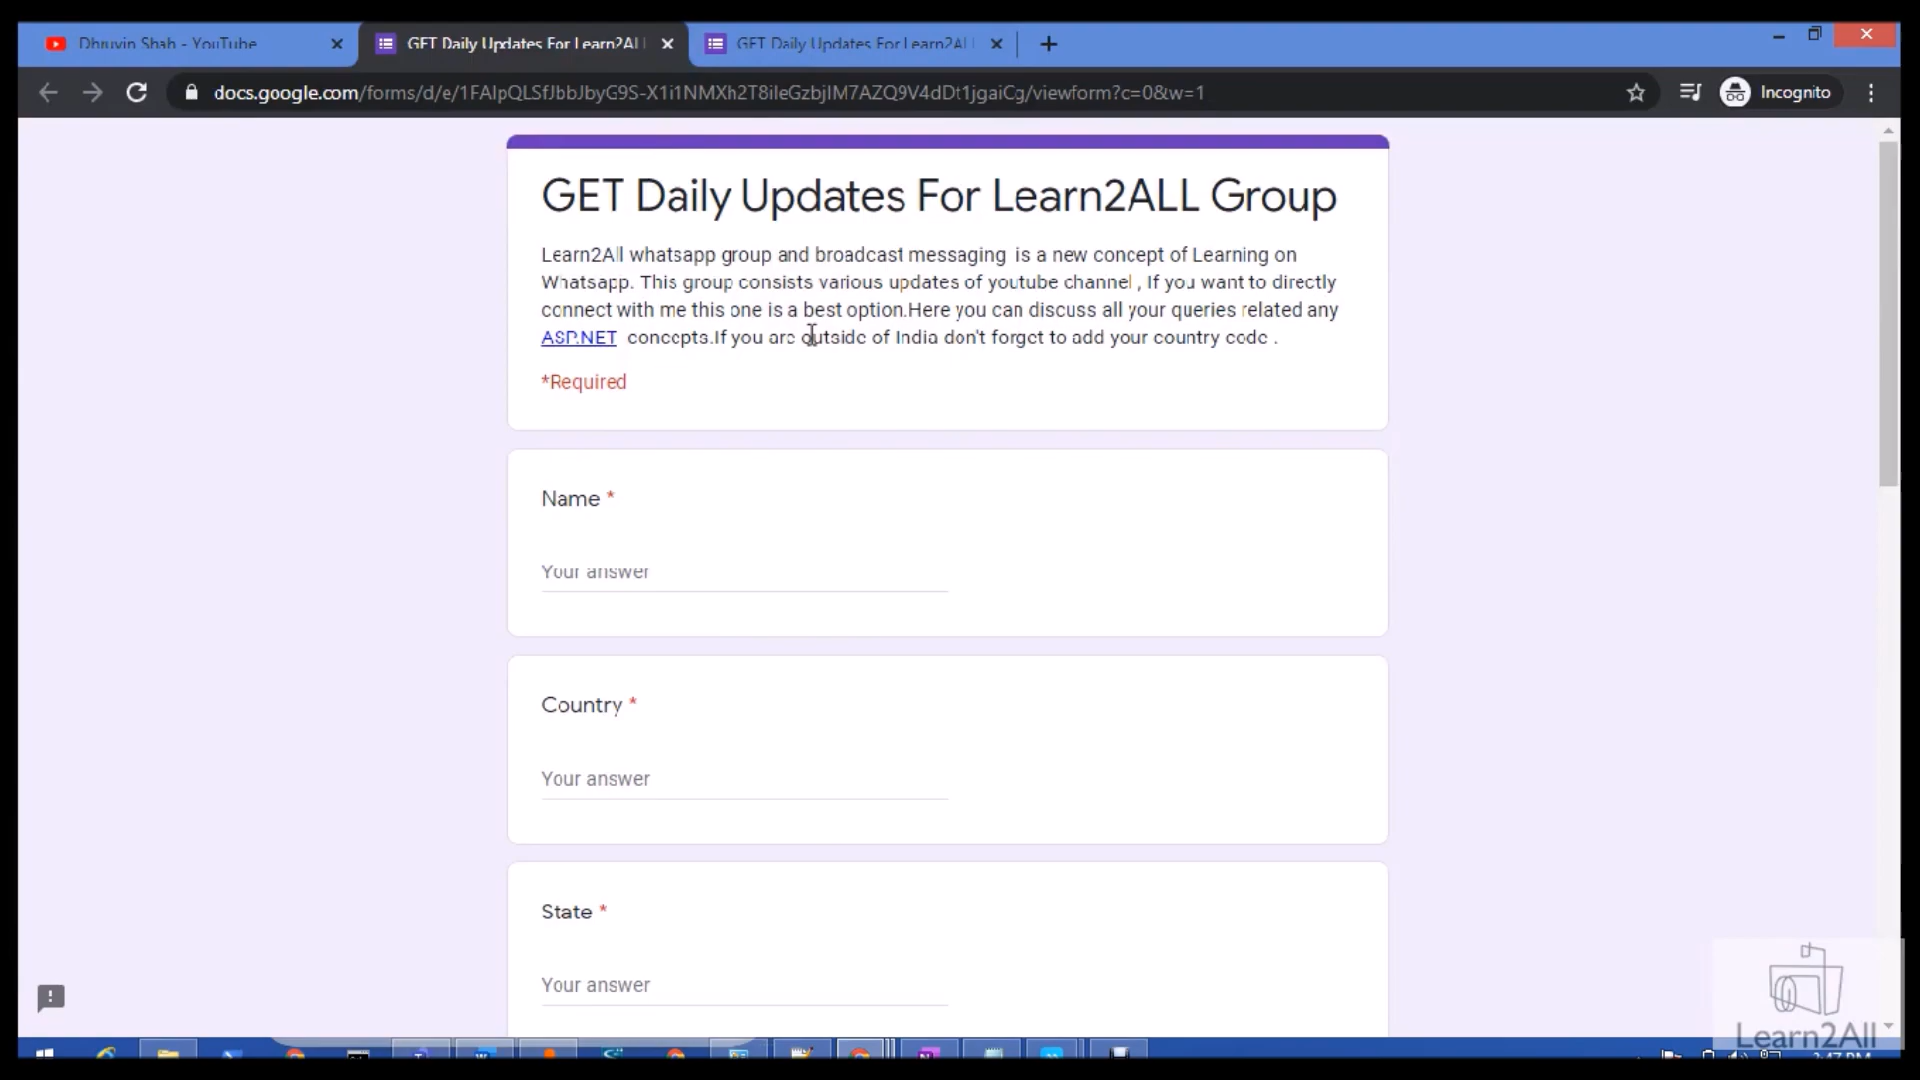 Dhruvin Shah - YouTube
GET Daily Updates For Learn2AL
GET Daily Updates For Learn2ALL
docs.google.com/forms/d/e/1FAIpQLSfJbbJbyG9S-X1i1NMXh2T8iIeGzbjIM7AZQ9V4dDt1jgaiCg/viewform?c=0&w=1
Incognito
GET Daily Updates For Learn2ALL Group
Learn2All whatsapp group and broadcast messaging is a new concept of Learning on
Whatsapp. This group consists various updates of youtube channel , If you want to directly
connect with me this one is a best option.Here you can discuss all your queries related any
ASP.NET concepts.If you are outside of India don't forget to add your country code .
*Required
Name *
Your answer
Country *
Your answer
State *
Your answer
Learn2All